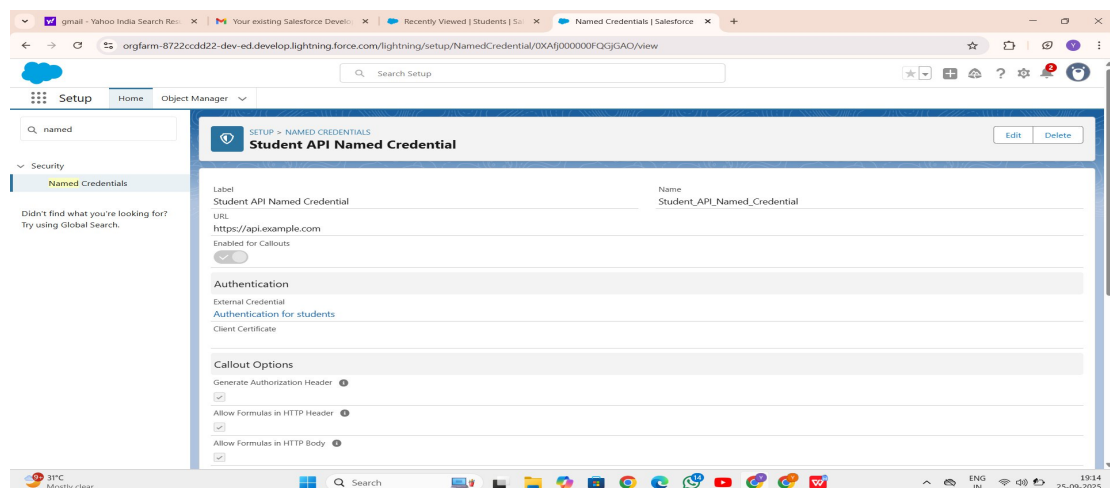 gmail - Yahoo India Search Res
Your existing Salesforce Develo
Recently Viewed | Students | Sa
Named Credentials | Salesforce
orgfarm-8722ccdd22-dev-ed.develop.lightning.force.com/lightning/setup/NamedCredential/0XAfj000000FQGjGAO/view
Search Setup
2
Setup
Home
Object Manager
named
Security
Named Credentials
Didn't find what you're looking for?
Try using Global Search.
SETUP > NAMED CREDENTIALS
Student API Named Credential
Edit
Delete
Label
Student API Named Credential
Name
Student_API_Named_Credential
URL
https://api.example.com
Enabled for Callouts
Authentication
External Credential
Authentication for students
Client Certificate
Callout Options
Generate Authorization Header
Allow Formulas in HTTP Header
Allow Formulas in HTTP Body
9+
31°C
Mostly clear
Search
ENG
IN
19:14
25-09-2025